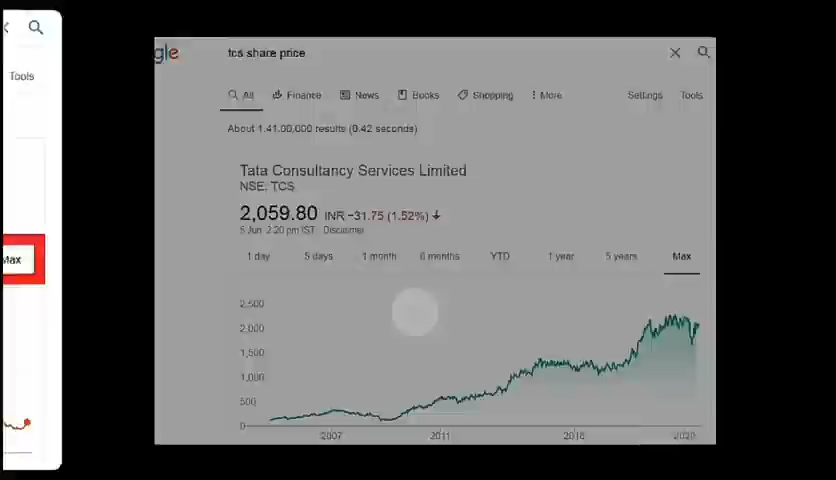 Tools
Max
gle
tcs share price
All Finance News Books Shopping More Settings Tools
About 1,41,00,000 results (0.42 seconds)
Tata Consultancy Services Limited
NSE: TCS
2,059.80 INR −31.75 (1.52%)
5 Jun, 2:20 pm IST · Disclaimer
1 day 5 days 1 month 6 months YTD 1 year 5 years Max
2,500
2,000
1,500
1,000
500
0
2007 2011 2016 2020